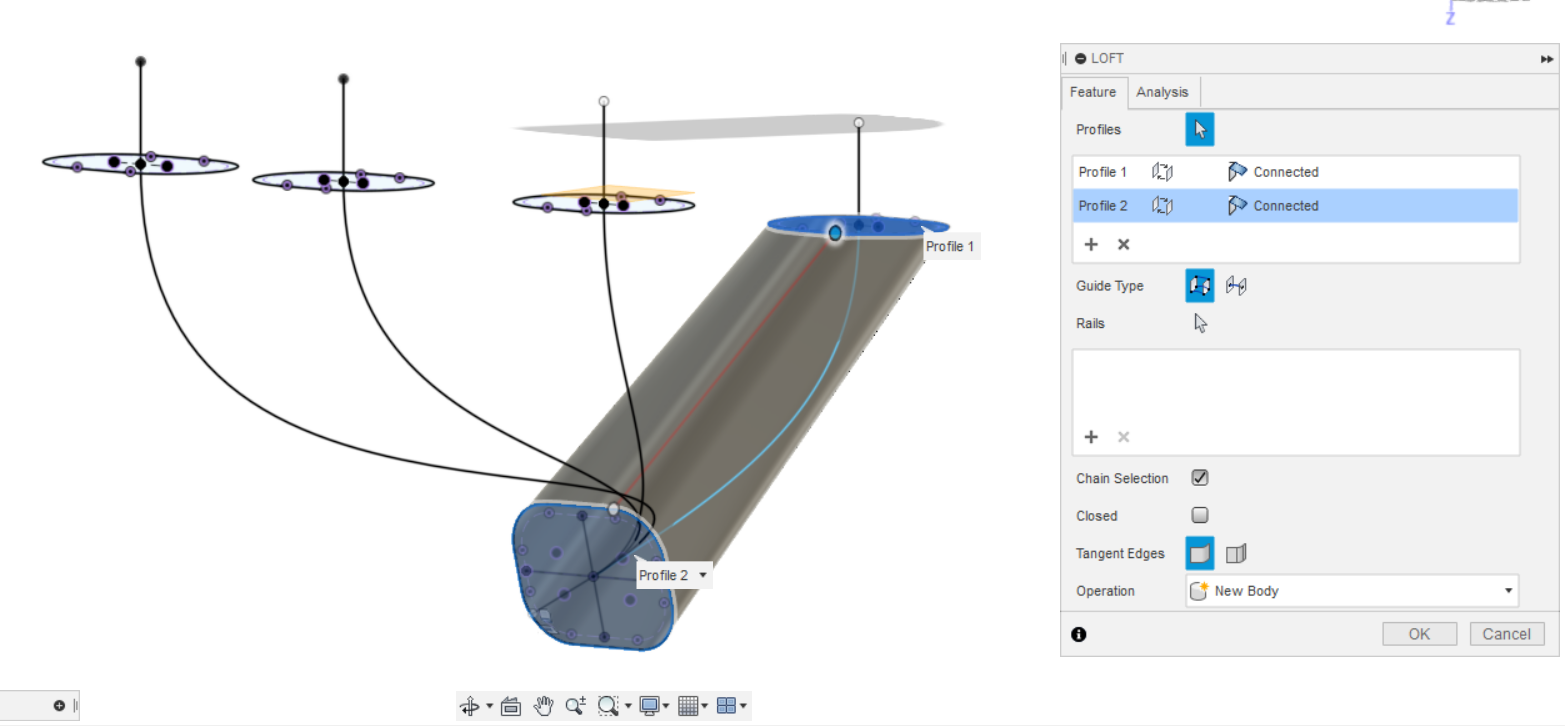 Z
LOFT
Feature Analysis
Profiles
Profile 1 Connected
Profile 2 Connected
Guide Type
Rails
Chain Selection
Closed
Tangent Edges
Operation New Body
OK Cancel
Profile 1
Profile 2